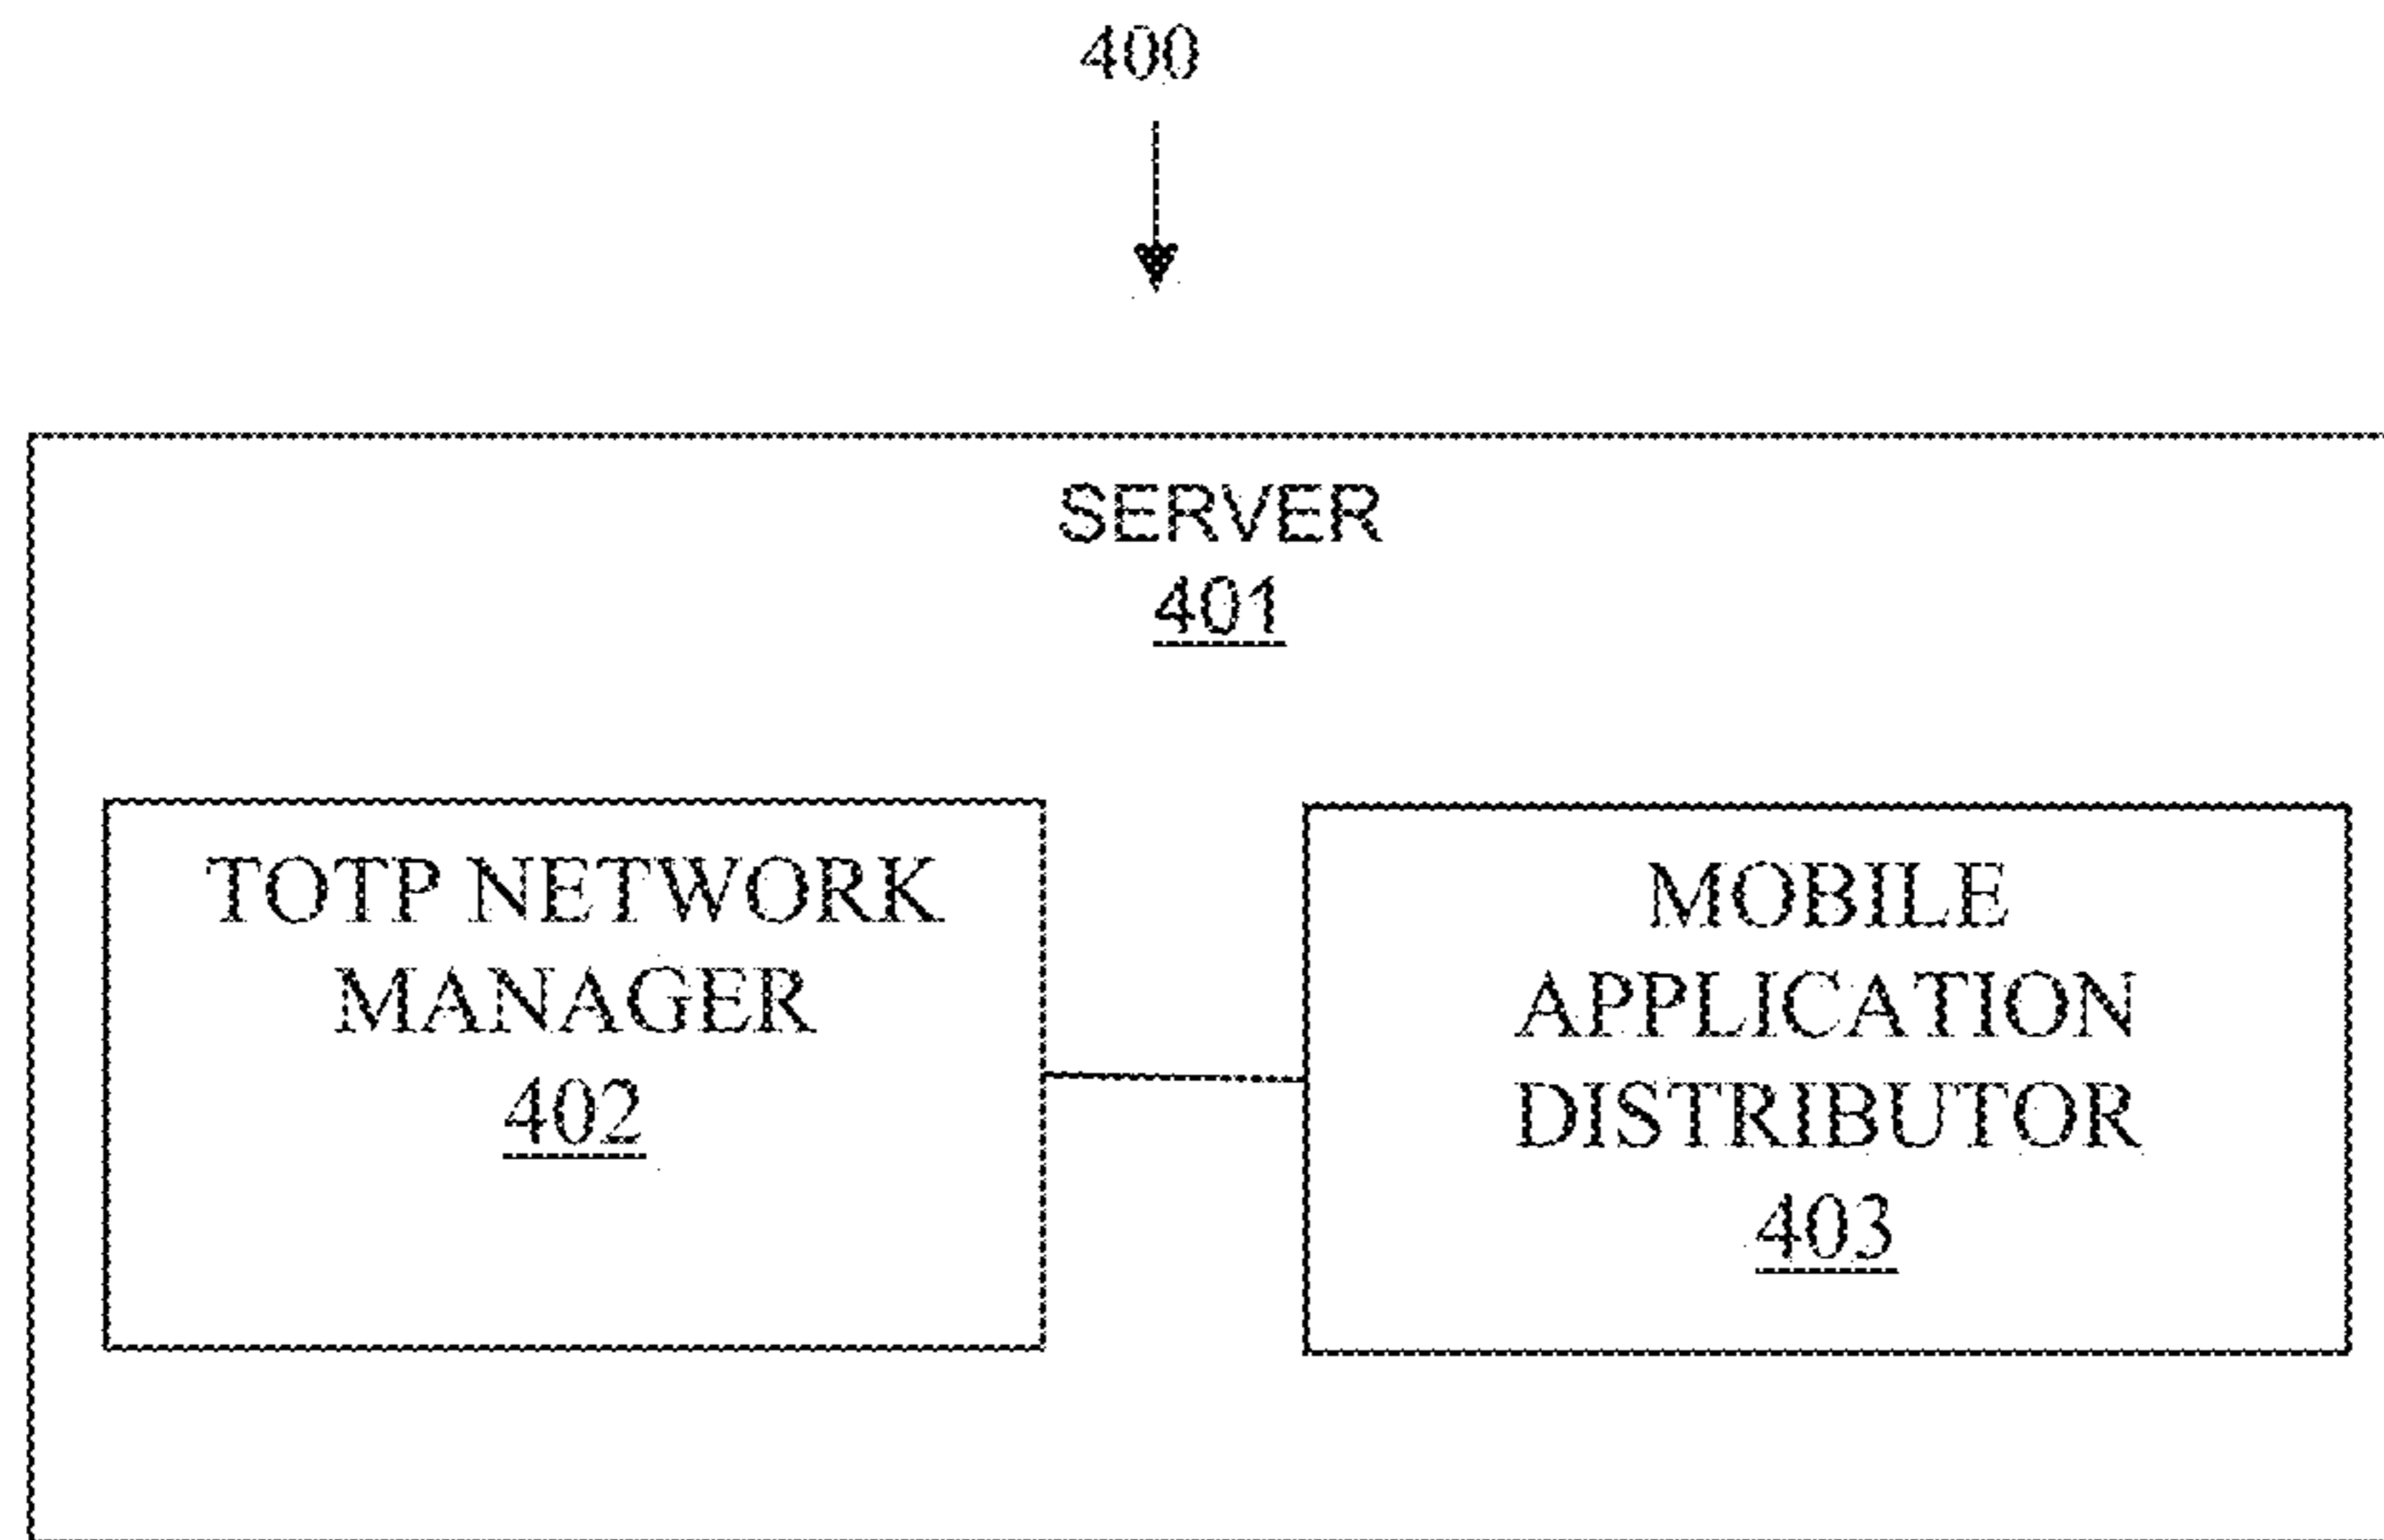 400
SERVER
401
TOTP NETWORK
MANAGER
402
MOBILE
APPLICATION
DISTRIBUTOR
403